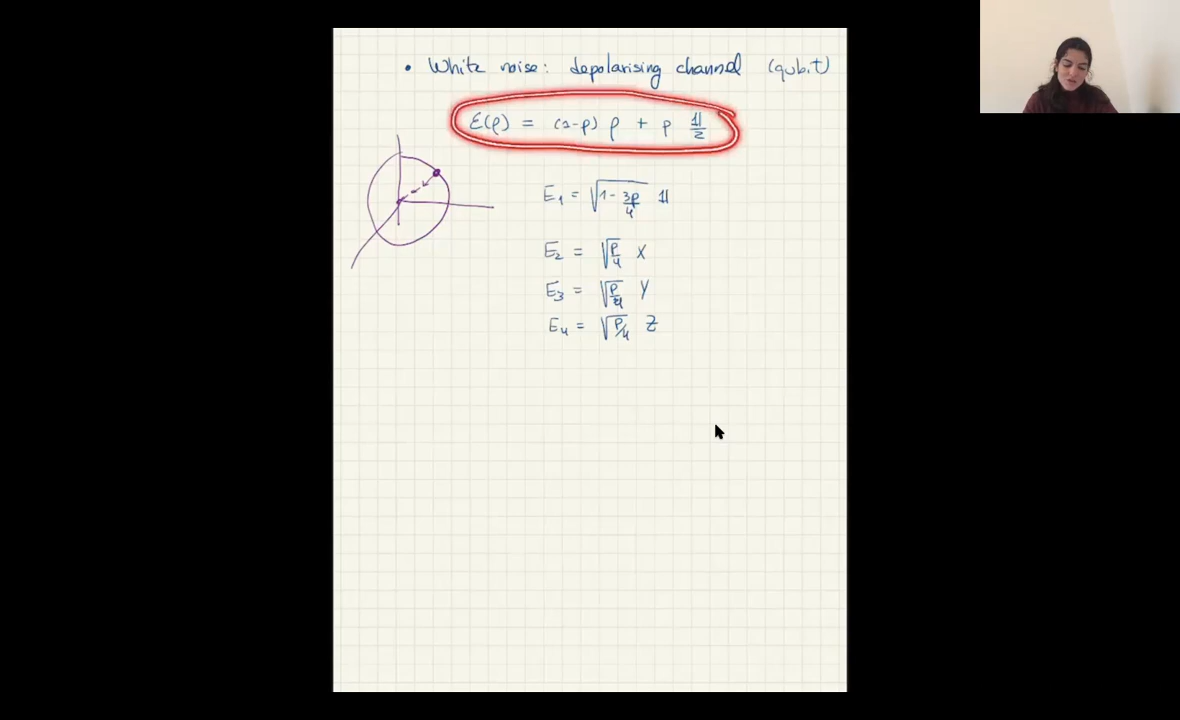 • White noise: depolarising channel (qubit)
ε(ρ) = (1-p) ρ + p 𝟙/2
E₁ = √(1 - 3p/4) 𝟙
E₂ = √(p/4) X
E₃ = √(p/4) Y
E₄ = √(p/4) Z